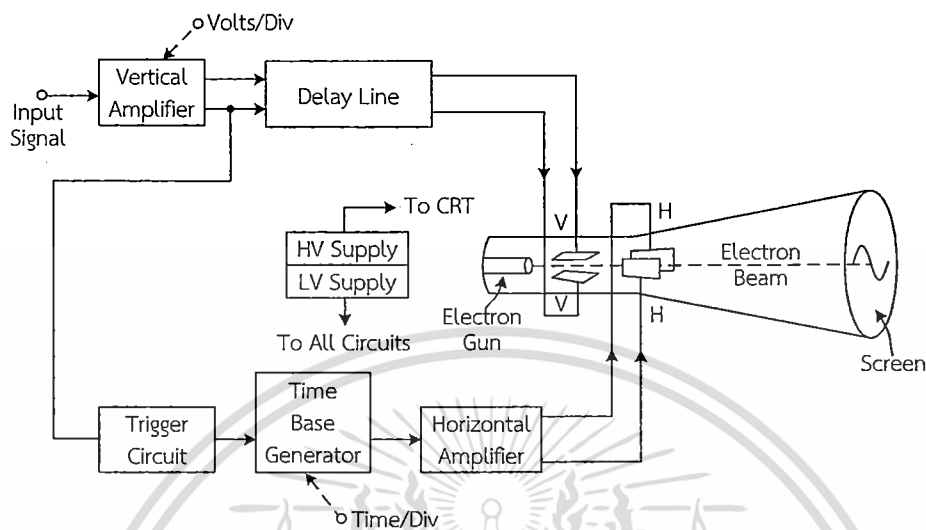 Volts/Div
Vertical
Amplifier
Input
Signal
Delay Line
To CRT
HV Supply
LV Supply
To All Circuits
V
V
H
H
Electron
Beam
Electron
Gun
Screen
Trigger
Circuit
Time
Base
Generator
Horizontal
Amplifier
Time/Div